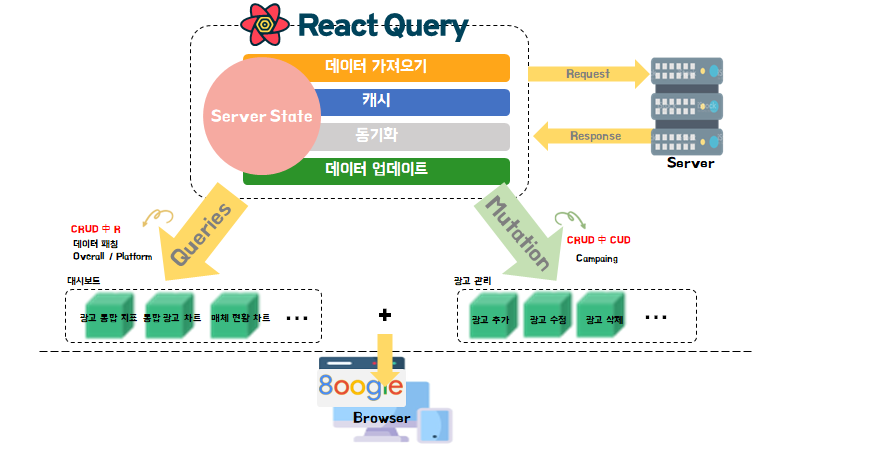 React Query
데이터 가져오기
캐시
동기화
데이터 업데이트
Server State
Request
Response
Server
Queries
Mutation
CRUD 中 R
데이터 패칭
Overall / Platform
CRUD 中 CUD
Campaing
대시보드
광고 통합 지표
통합 광고 차트
매체 현황 차트
...
+
광고 관리
광고 추가
광고 수정
광고 삭제
...
8oogle
Browser